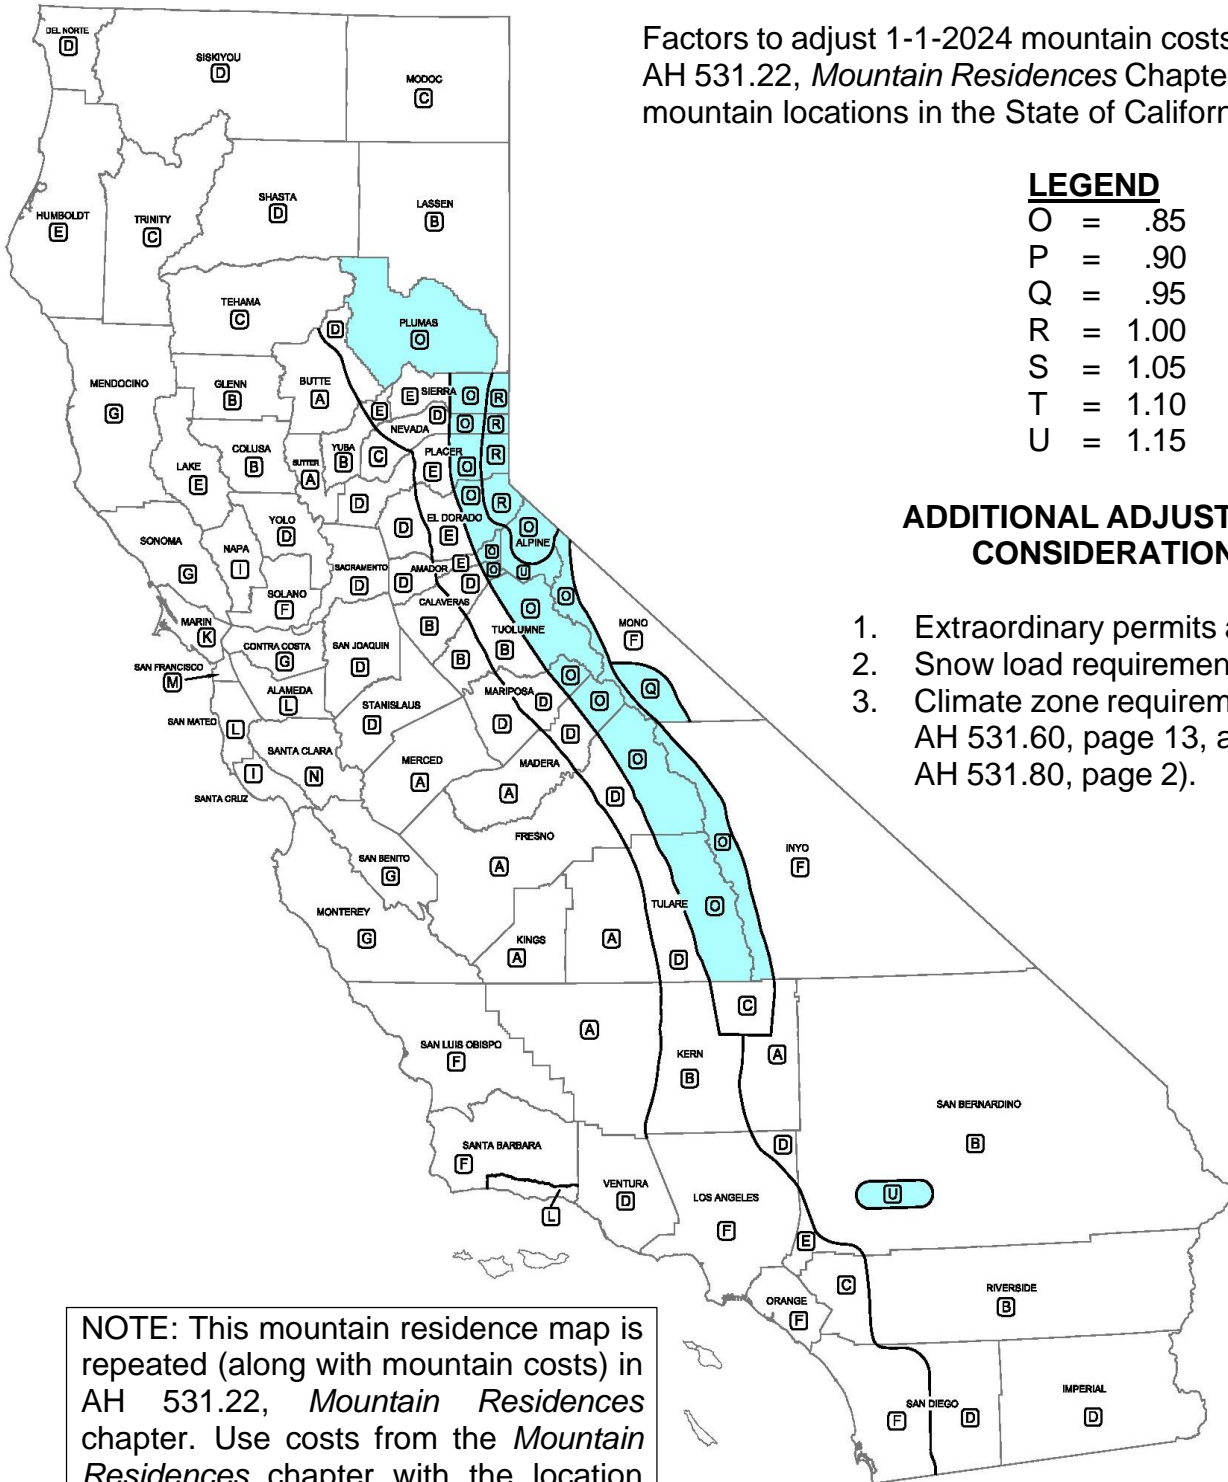 Factors to adjust 1-1-2024 mountain costs
AH 531.22, Mountain Residences Chapte
mountain locations in the State of Californ
LEGEND
O = .85
P = .90
Q = .95
R = 1.00
S = 1.05
T = 1.10
U = 1.15
ADDITIONAL ADJUST
CONSIDERATION
1. Extraordinary permits a
2. Snow load requiremen
3. Climate zone requirem
AH 531.60, page 13, a
AH 531.80, page 2).
DEL NORTE
D
SISKIYOU
D
MODOC
C
HUMBOLDT
E
TRINITY
C
SHASTA
D
LASSEN
B
TEHAMA
C
D
PLUMAS
O
MENDOCINO
G
GLENN
B
BUTTE
A
E
E SIERRA O R
D O R
NEVADA
LAKE
E
COLUSA
B
SUTTER
A
YUBA
B
C
PLACER
E O R
D
D
O R
EL DORADO
E
O
ALPINE
SONOMA
G
NAPA
I
YOLO
D
SACRAMENTO
D
AMADOR
D
E
D
O
O
U
O
SOLANO
F
MARIN
K
CALAVERAS
B
TUOLUMNE
B
B
O
MONO
F
Q
SAN FRANCISCO
M
CONTRA COSTA
G
SAN JOAQUIN
D
ALAMEDA
L
SAN MATEO
L
STANISLAUS
D
MARIPOSA
D
D
O
O
SANTA CLARA
N
I
SANTA CRUZ
MERCED
A
MADERA
A
D
O
D
FRESNO
A
SAN BENITO
G
MONTEREY
G
KINGS
A
A
TULARE
D
O
O
INYO
F
SAN LUIS OBISPO
F
A
KERN
B
C
A
SAN BERNARDINO
B
U
SANTA BARBARA
F
L
VENTURA
D
LOS ANGELES
F
D
E
ORANGE
F
C
RIVERSIDE
B
SAN DIEGO
F
D
IMPERIAL
D
NOTE: This mountain residence map is
repeated (along with mountain costs) in
AH 531.22, Mountain Residences
chapter. Use costs from the Mountain
Residences chapter with the location